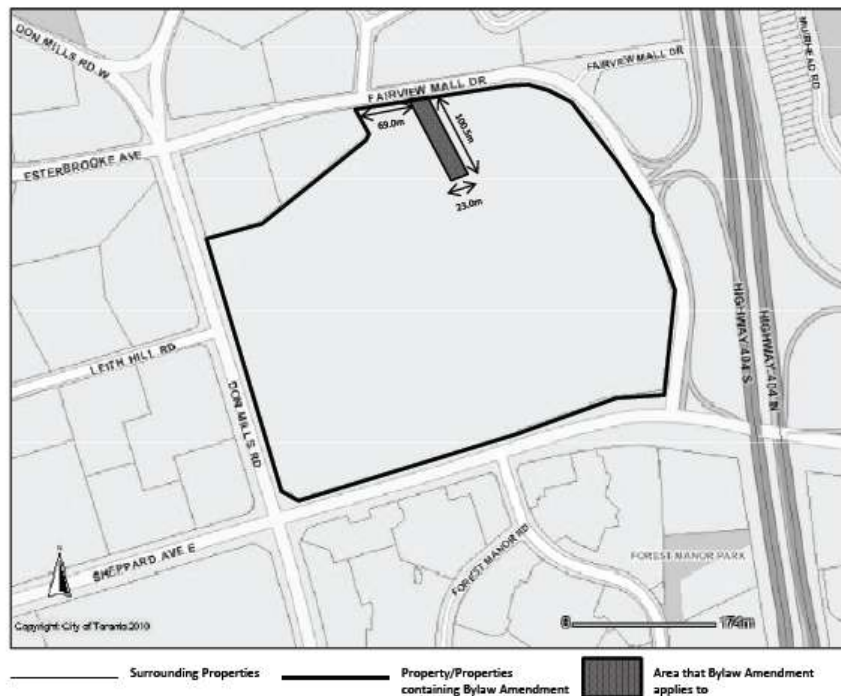 DON MILLS RD W
FAIRVIEW MALL DR
FAIRVIEW MALL DR
MUIRHEAD RD
69.0m
100.5m
23.0m
ESTERBROOKE AVE
LEITH HILL RD
DON MILLS RD
HIGHWAY 404 S
HIGHWAY 404 N
SHEPPARD AVE E
FOREST MANOR RD
FOREST MANOR PARK
N
Copyright: City of Toronto 2010
0 174m
Surrounding Properties
Property/Properties
containing Bylaw Amendment
Area that Bylaw Amendment
applies to